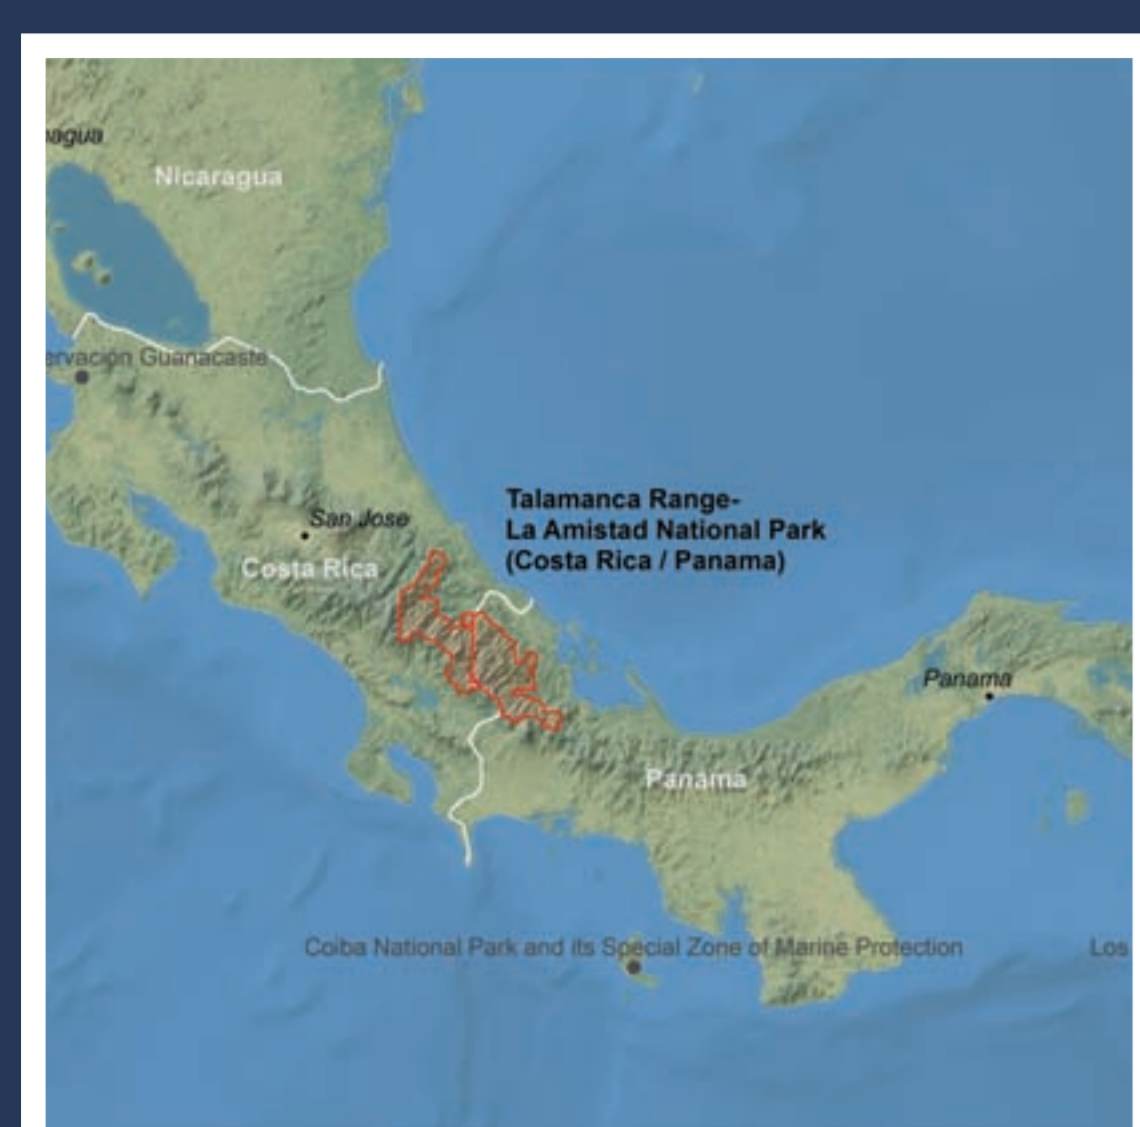 nagua
Nicaragua
ervación Guanacaste
San Jose
Costa Rica
Talamanca Range-
La Amistad National Park
(Costa Rica / Panama)
Panama
Panama
Coiba National Park and its Special Zone of Marine Protection
Los